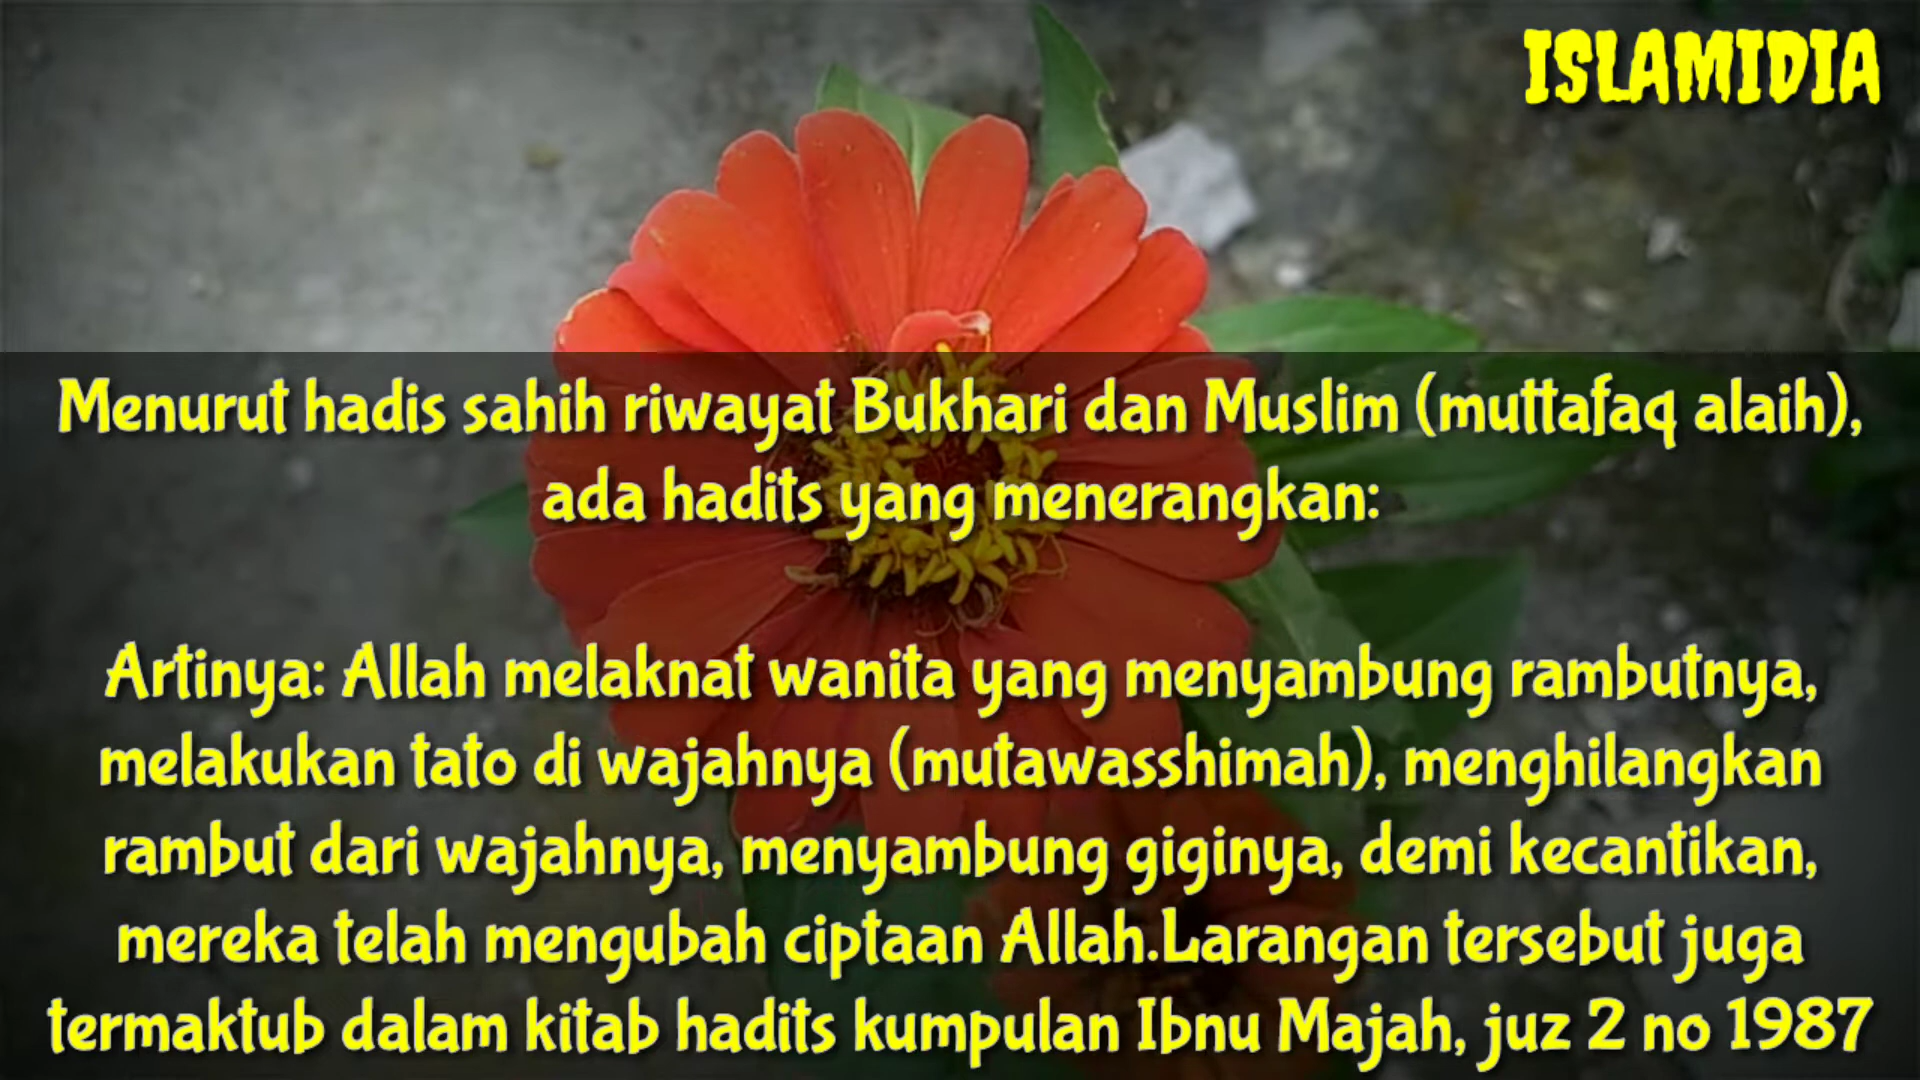 ISLAMIDIA
Menurut hadis sahih riwayat Bukhari dan Muslim (muttafaq alaih),
ada hadits yang menerangkan:
Artinya: Allah melaknat wanita yang menyambung rambutnya,
melakukan tato di wajahnya (mutawasshimah), menghilangkan
rambut dari wajahnya, menyambung giginya, demi kecantikan,
mereka telah mengubah ciptaan Allah.Larangan tersebut juga
termaktub dalam kitab hadits kumpulan Ibnu Majah, juz 2 no 1987